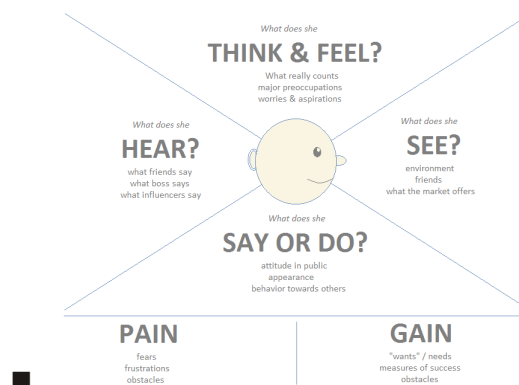 What does she
THINK & FEEL?
What really counts
major preoccupations
worries & aspirations
What does she
HEAR?
what friends say
what boss says
what influencers say
What does she
SEE?
environment
friends
what the market offers
What does she
SAY OR DO?
attitude in public
appearance
behavior towards others
PAIN
fears
frustrations
obstacles
GAIN
"wants" / needs
measures of success
obstacles